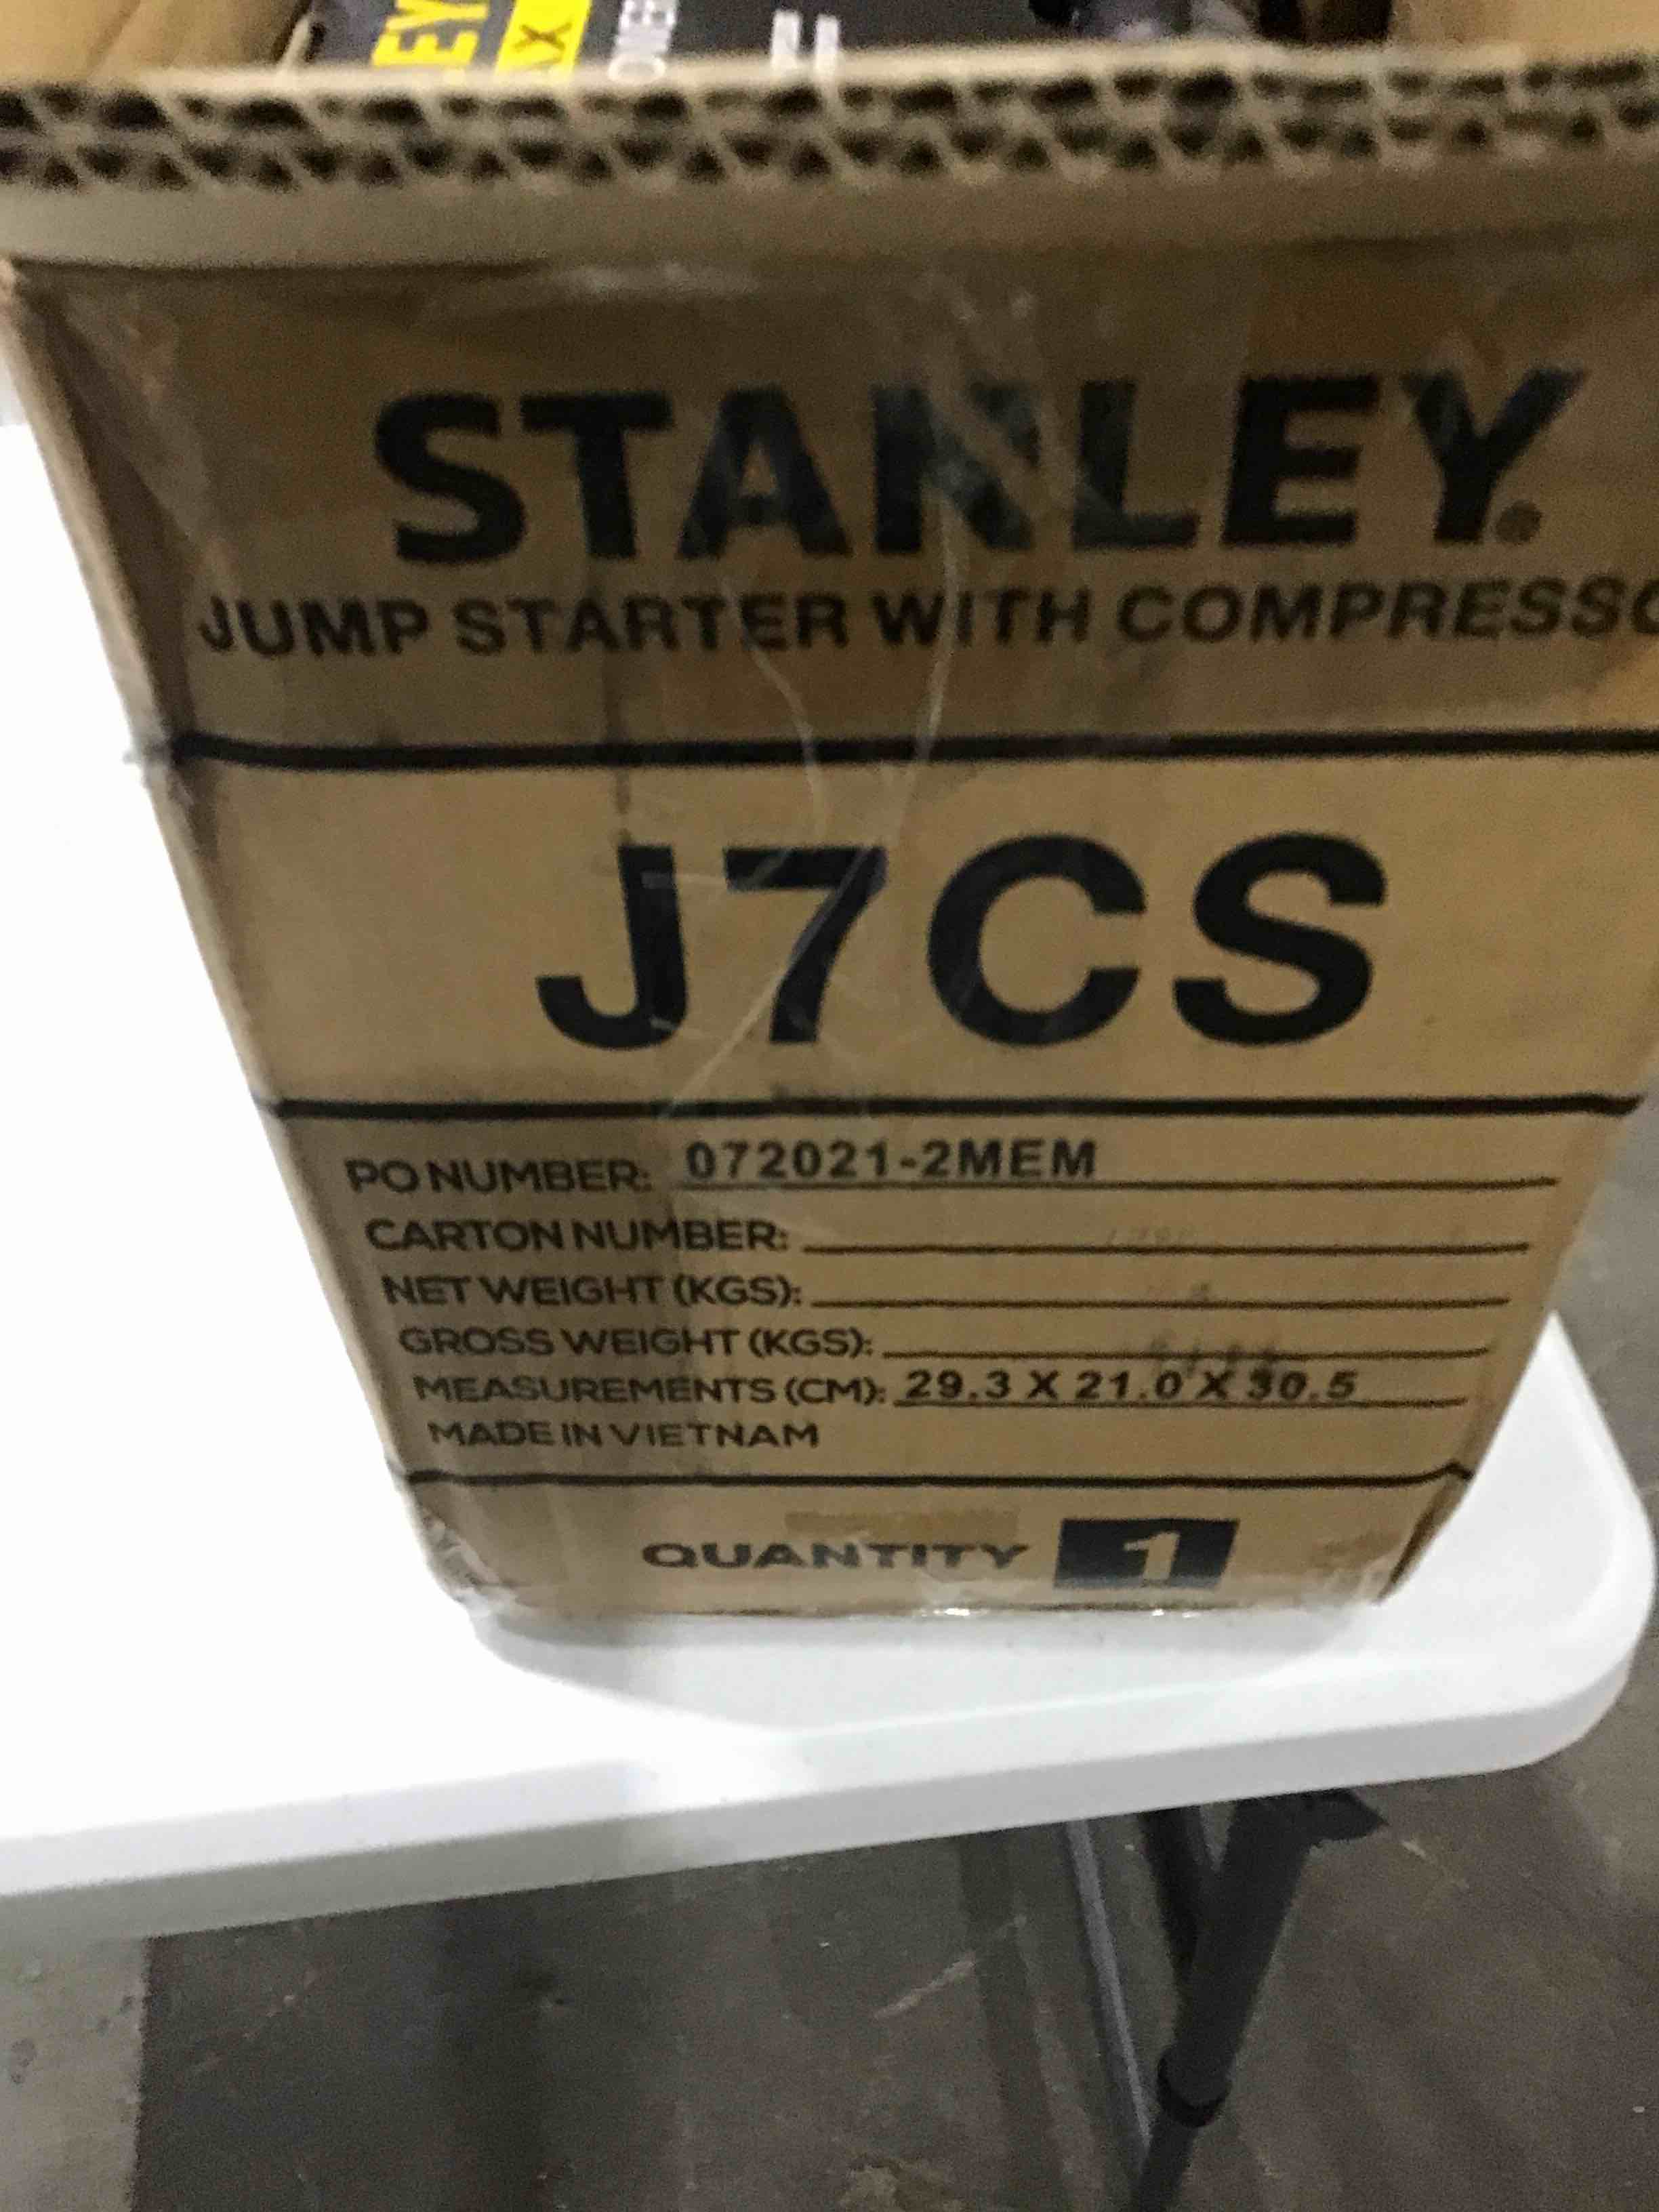 EY
STANLEY®
JUMP STARTER WITH COMPRESSO
J7CS
PO NUMBER: 072021-2MEM
CARTON NUMBER:
NET WEIGHT (KGS):
GROSS WEIGHT (KGS):
MEASUREMENTS (CM): 29.3 X 21.0 X 30.5
MADE IN VIETNAM
QUANTITY 1